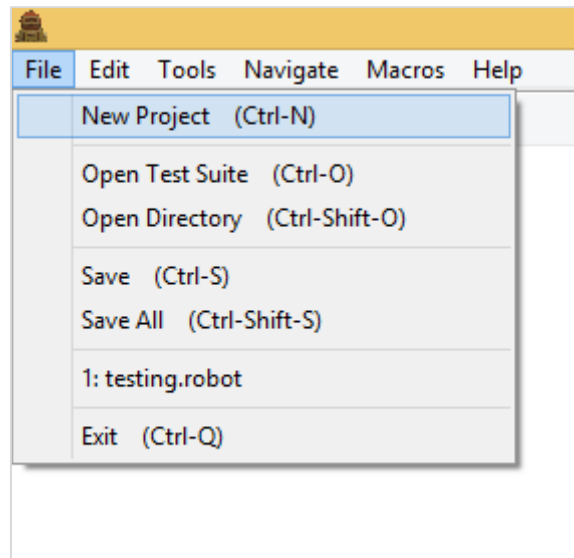 File Edit Tools Navigate Macros Help
New Project (Ctrl-N)
Open Test Suite (Ctrl-O)
Open Directory (Ctrl-Shift-O)
Save (Ctrl-S)
Save All (Ctrl-Shift-S)
1: testing.robot
Exit (Ctrl-Q)